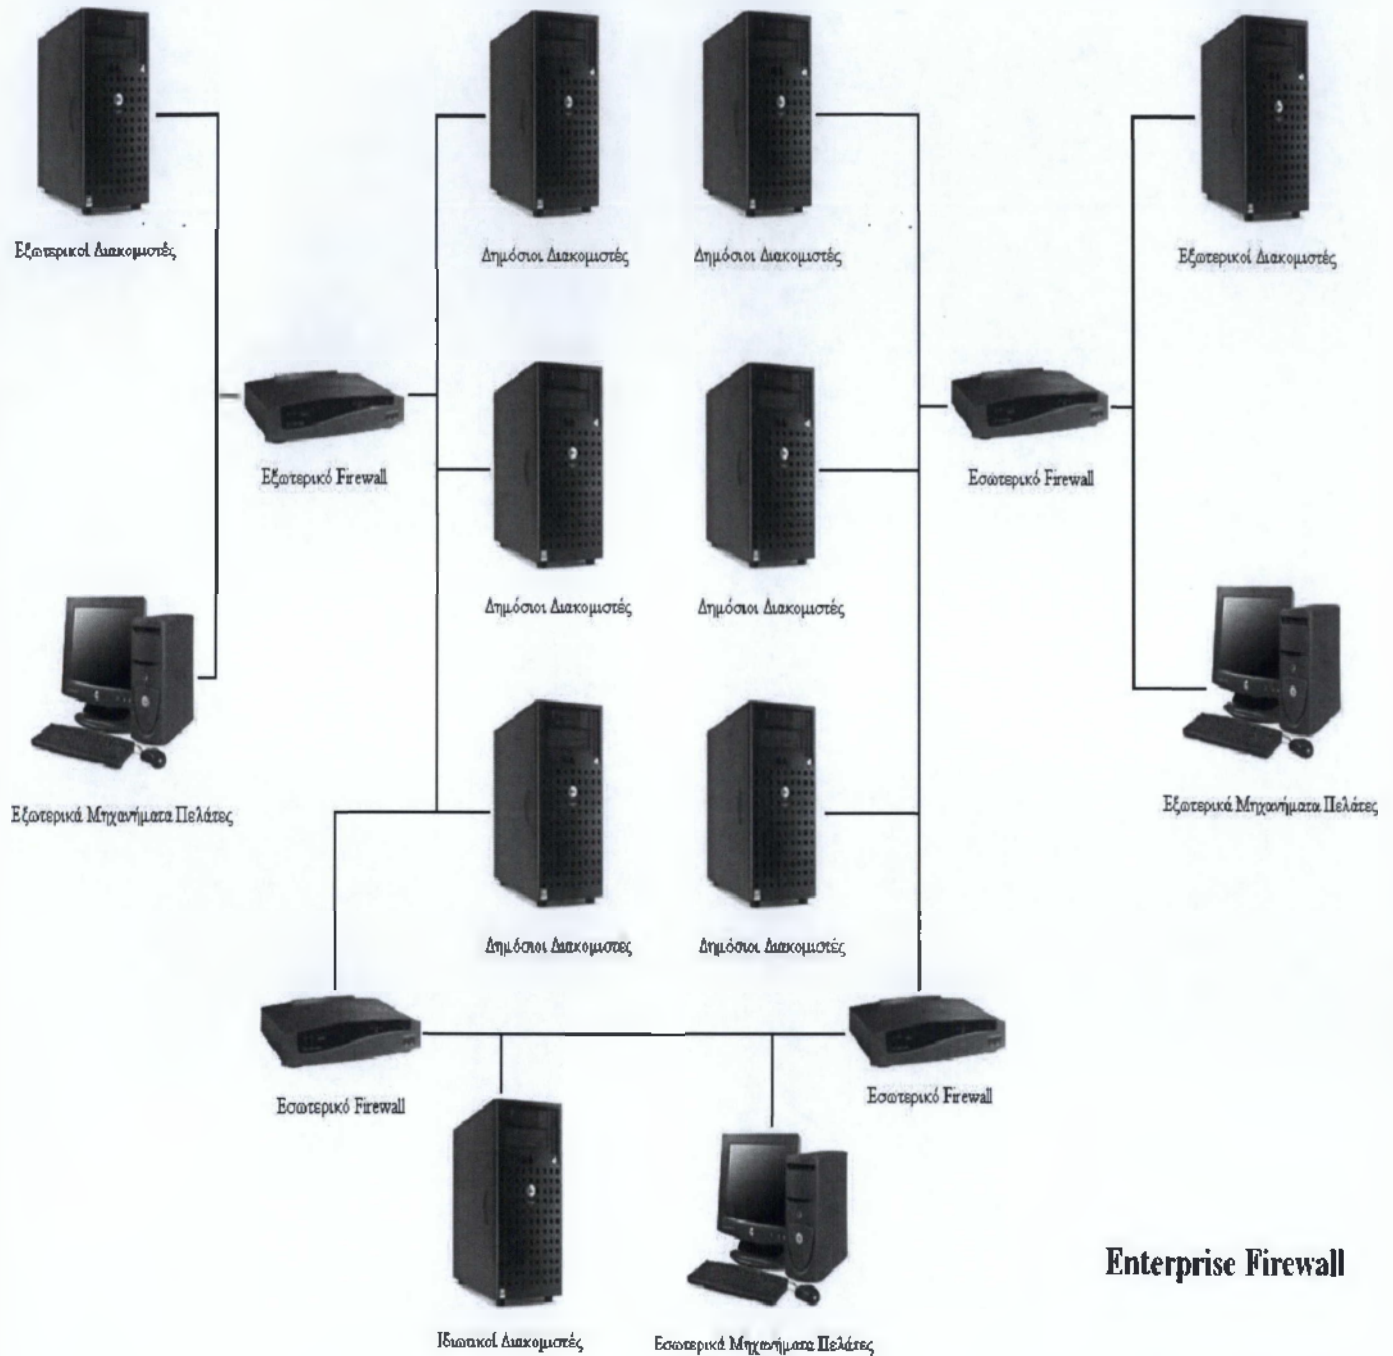 Εξωτερικοί Διακομιστές
Δημόσιοι Διακομιστές
Δημόσιοι Διακομιστές
Εξωτερικοί Διακομιστές
Εξωτερικό Firewall
Εσωτερικό Firewall
Δημόσιοι Διακομιστές
Δημόσιοι Διακομιστές
Εξωτερικά Μηχανήματα Πελάτες
Εξωτερικά Μηχανήματα Πελάτες
Δημόσιοι Διακομιστες
Δημόσιοι Διακομιστές
Εσωτερικό Firewall
Εσωτερικό Firewall
Enterprise Firewall
Ιδιωτικοί Διακομιστές
Εσωτερικά Μηχανήματα Πελάτες